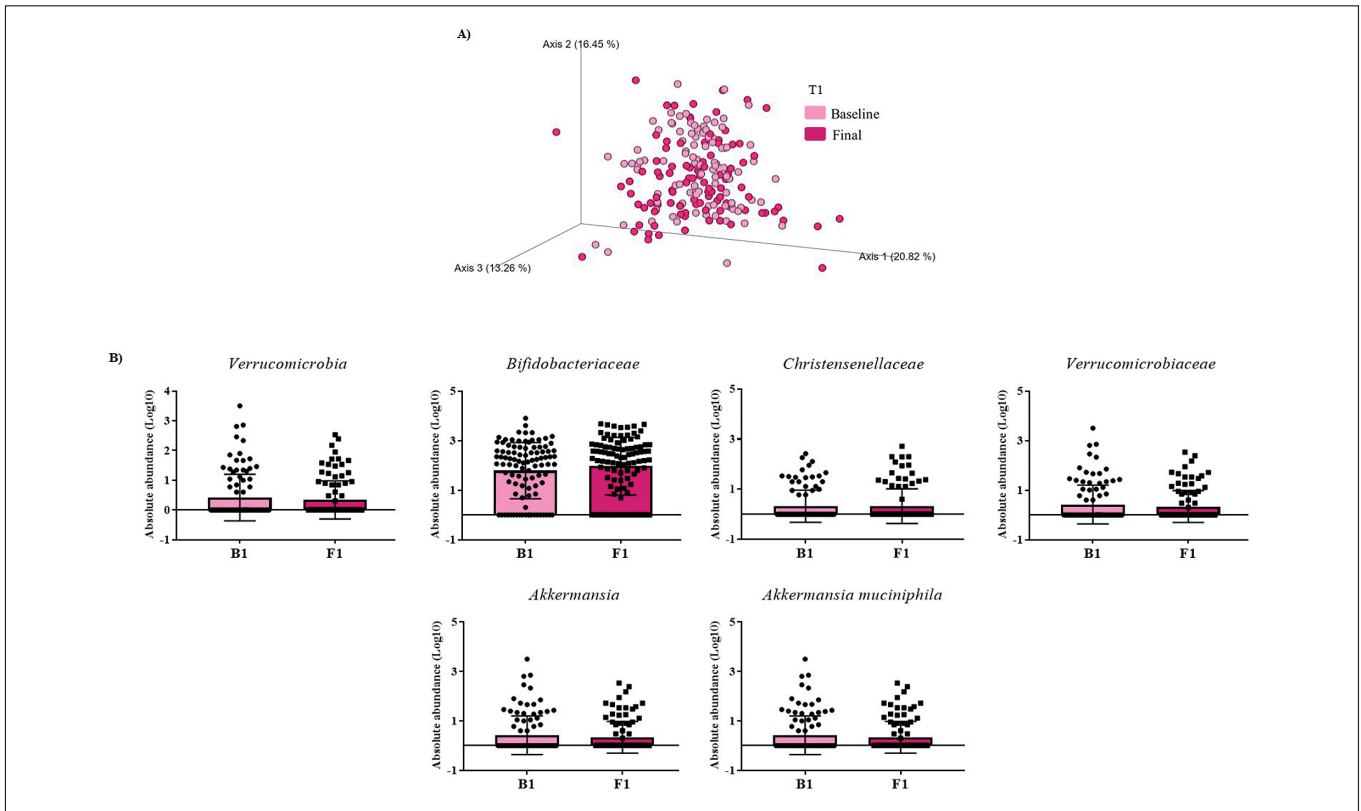 A)
Axis 2 (16.45 %)
T1
Baseline
Final
Axis 1 (20.82 %)
Axis 3 (13.26 %)
B)
Verrucomicrobia
Absolute abundance (Log10)
4
3
2
1
0
-1
B1 F1
Bifidobacteriaceae
Absolute abundance (Log10)
5
3
1
-1
B1 F1
Christensenellaceae
Absolute abundance (Log10)
5
3
1
-1
B1 F1
Verrucomicrobiaceae
Absolute abundance (Log10)
5
3
1
-1
B1 F1
Akkermansia
Absolute abundance (Log10)
5
3
1
-1
B1 F1
Akkermansia muciniphila
Absolute abundance (Log10)
5
3
1
-1
B1 F1